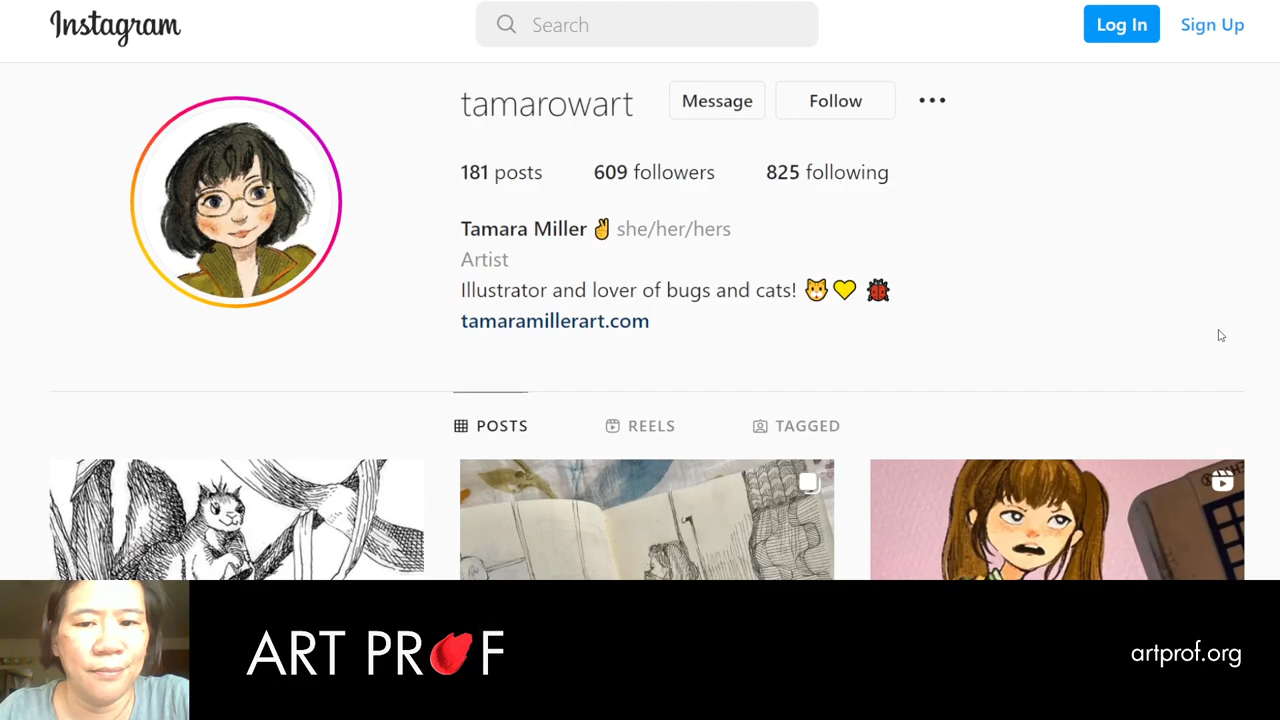 Instagram
Search
Log In
Sign Up
tamarowart
Message
Follow
181 posts
609 followers
825 following
Tamara Miller ✌ she/her/hers
Artist
Illustrator and lover of bugs and cats! 🐱💛 🐞
tamaramillerart.com
POSTS
REELS
TAGGED
ART PROF
artprof.org